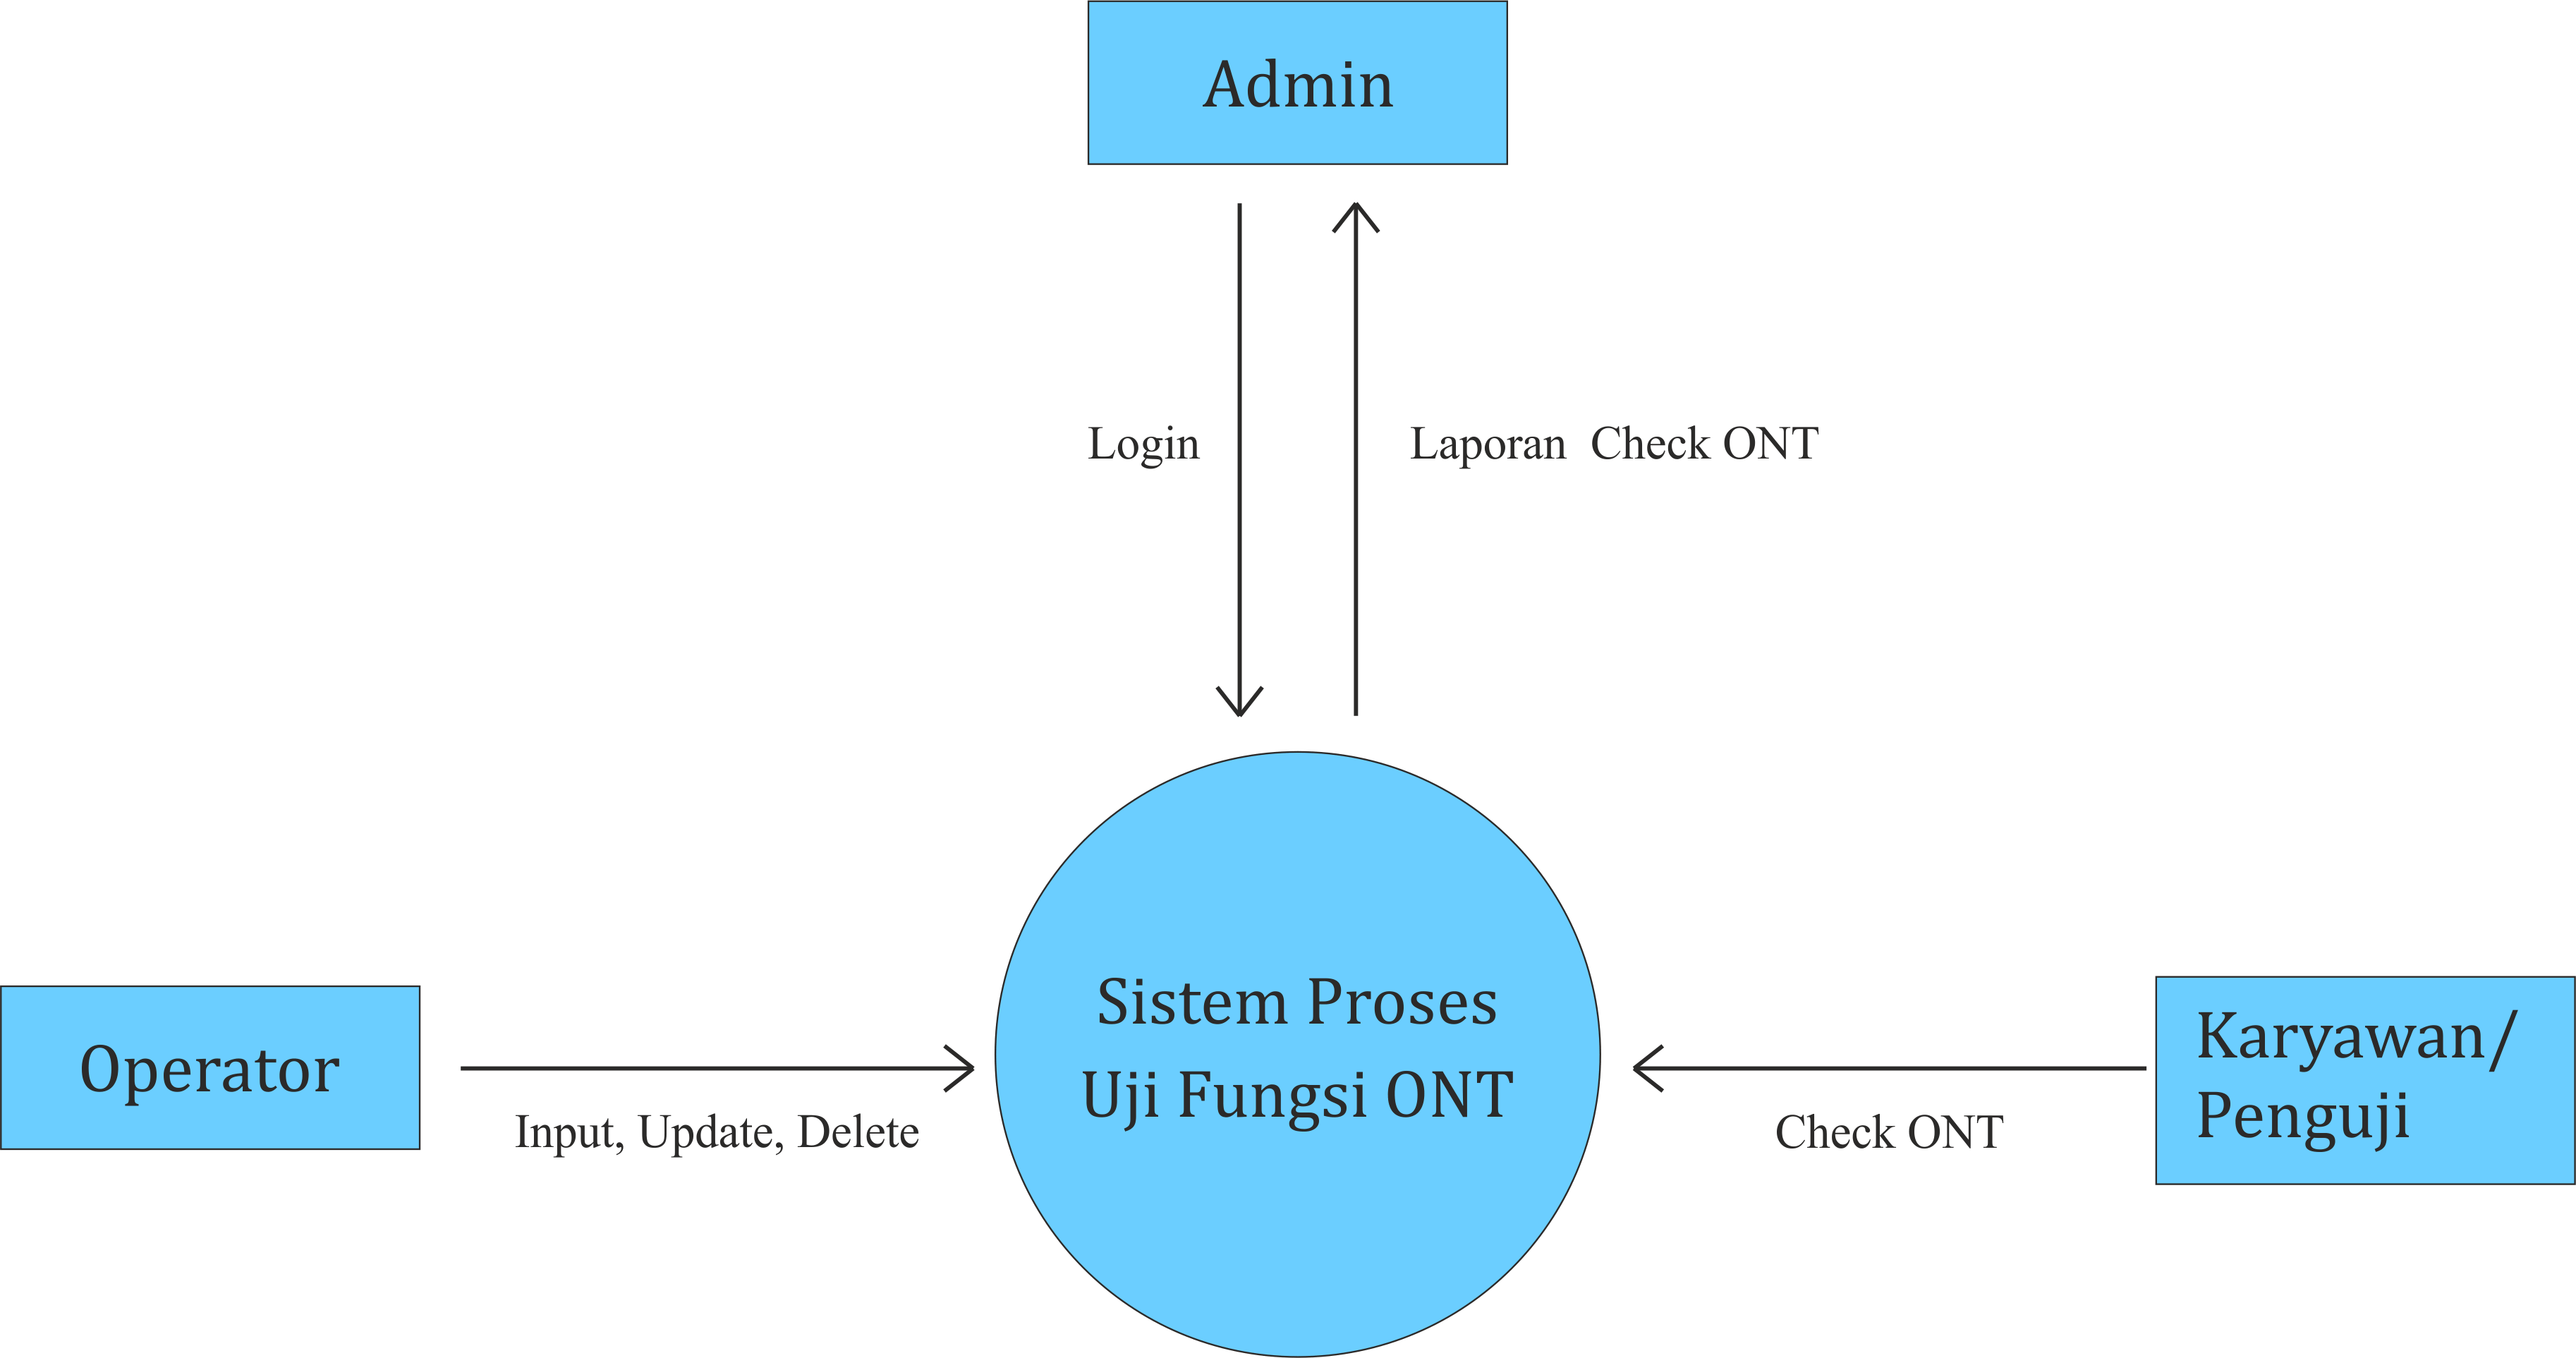 Admin
Login
Laporan  Check ONT
Sistem Proses
Uji Fungsi ONT
Operator
Input, Update, Delete
Karyawan/
Penguji
Check ONT